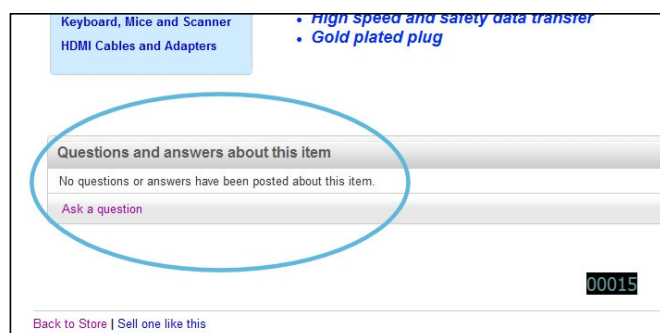 Keyboard, Mice and Scanner
HDMI Cables and Adapters
• High speed and safety data transfer
• Gold plated plug
Questions and answers about this item
No questions or answers have been posted about this item.
Ask a question
00015
Back to Store | Sell one like this